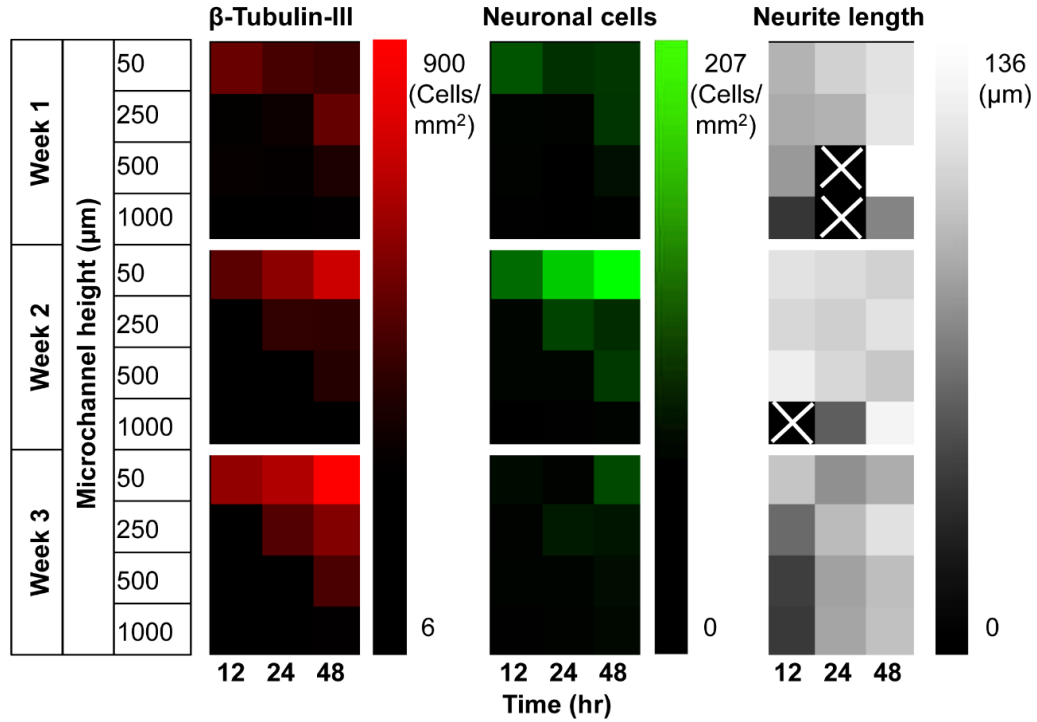 β-Tubulin-III
Neuronal cells
Neurite length
Week 1
Week 2
Week 3
Microchannel height (µm)
50
250
500
1000
50
250
500
1000
50
250
500
1000
900
(Cells/
mm²)
6
207
(Cells/
mm²)
0
136
(µm)
0
12 24 48
12 24 48
12 24 48
Time (hr)